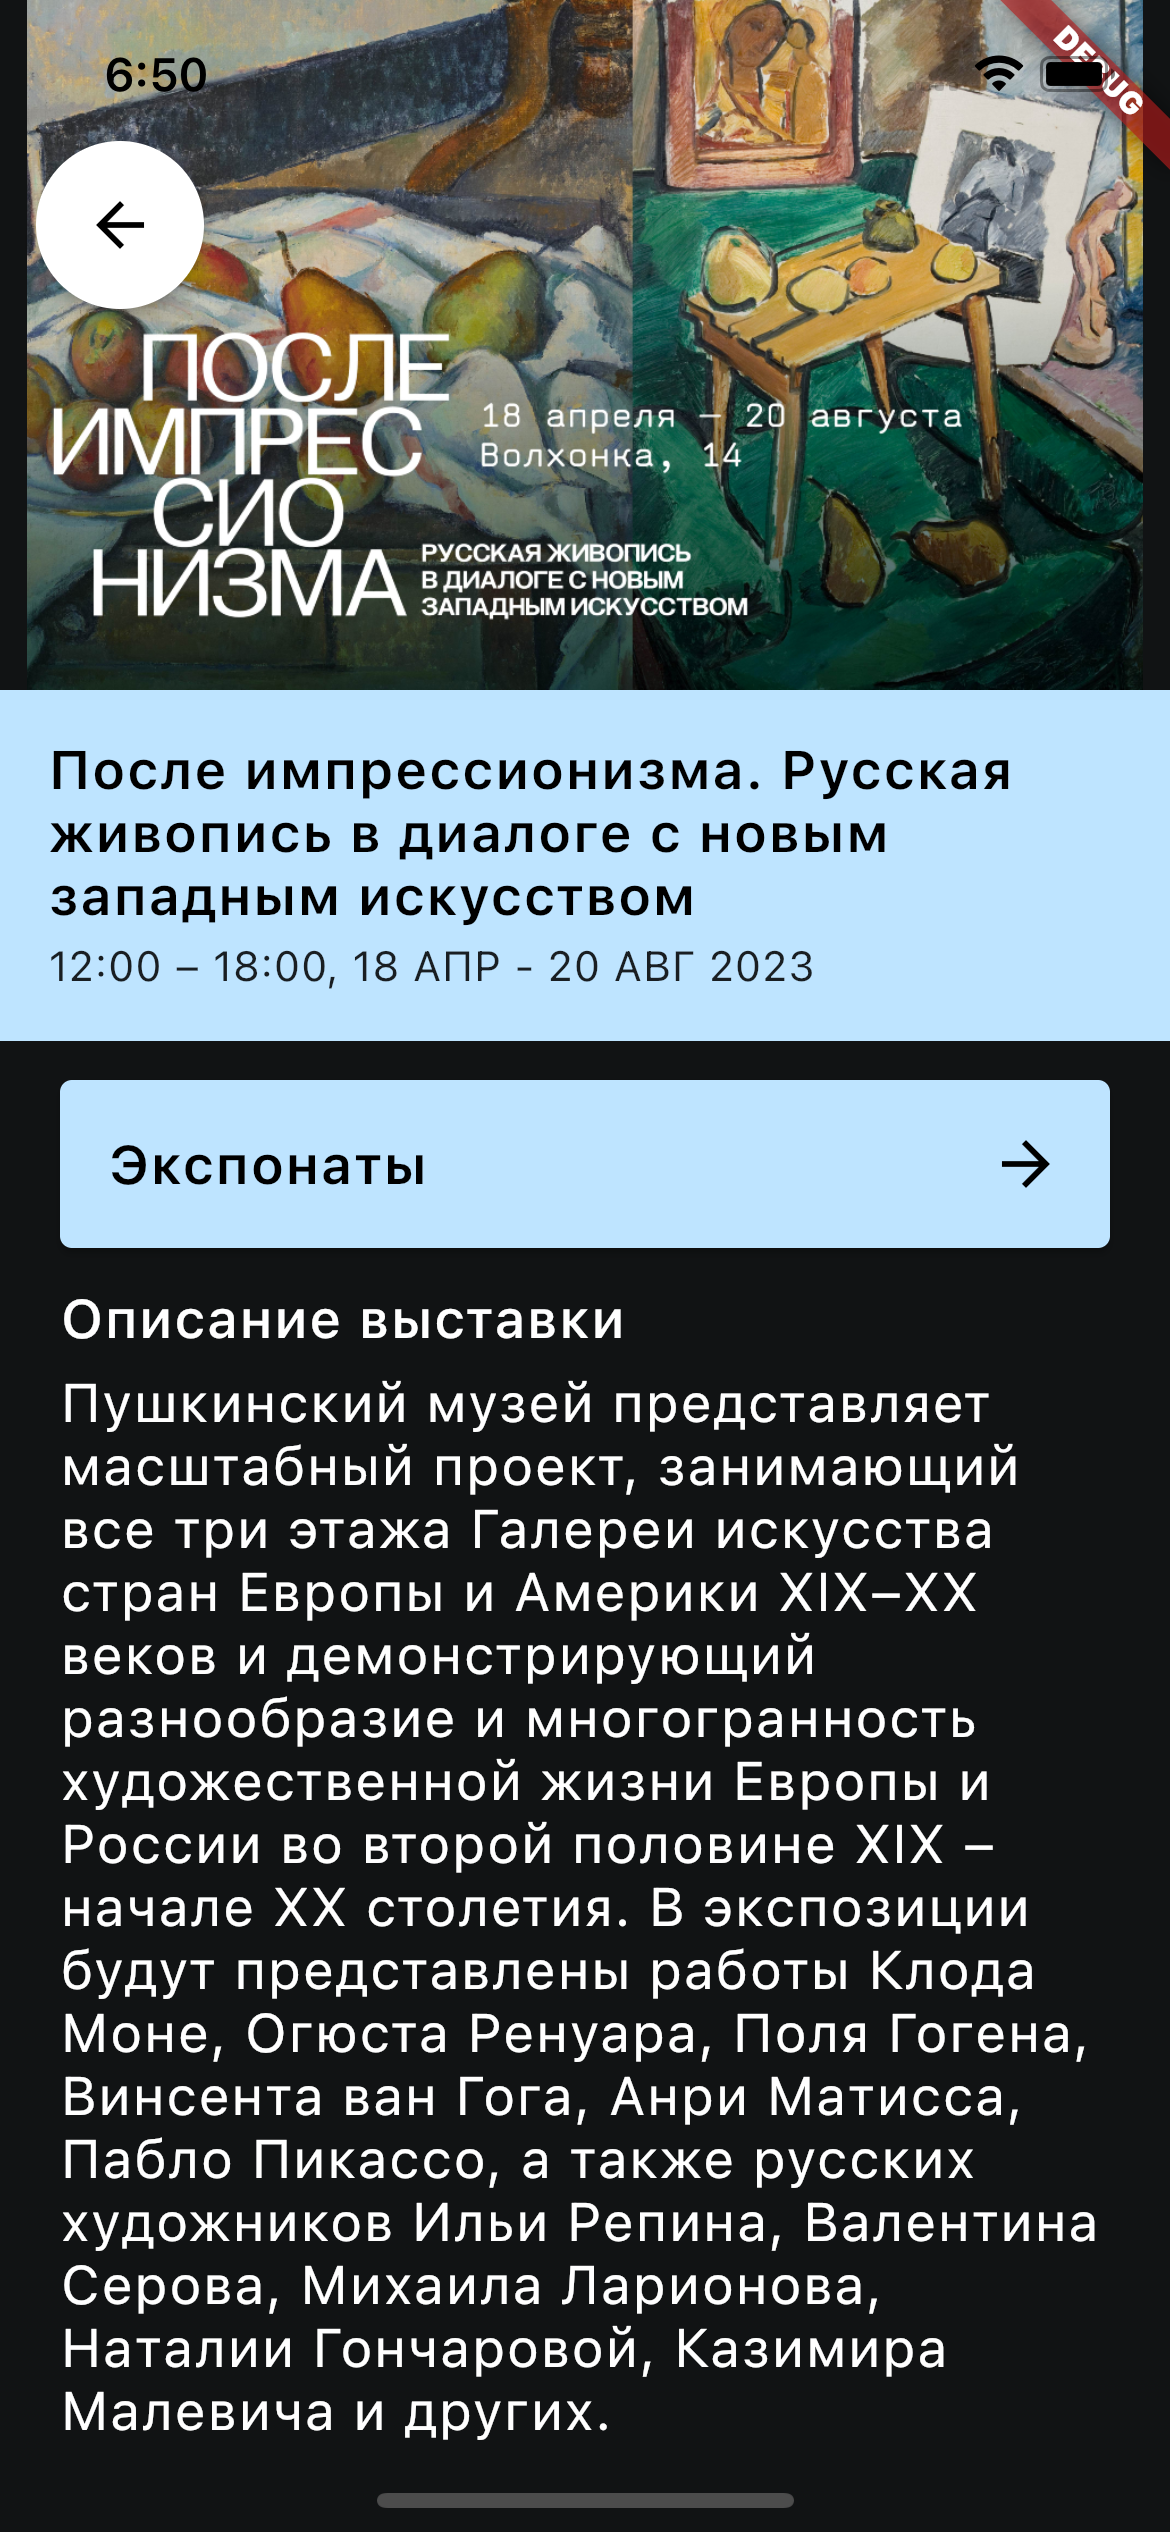 6:50
DEBUG
ПОСЛЕ
ИМПРЕС
СИО
НИЗМА
18 апреля – 20 августа
Волхонка, 14
РУССКАЯ ЖИВОПИСЬ
В ДИАЛОГЕ С НОВЫМ
ЗАПАДНЫМ ИСКУССТВОМ
После импрессионизма. Русская
живопись в диалоге с новым
западным искусством
12:00 – 18:00, 18 АПР - 20 АВГ 2023
Экспонаты
Описание выставки
Пушкинский музей представляет
масштабный проект, занимающий
все три этажа Галереи искусства
стран Европы и Америки XIX–XX
веков и демонстрирующий
разнообразие и многогранность
художественной жизни Европы и
России во второй половине XIX –
начале XX столетия. В экспозиции
будут представлены работы Клода
Моне, Огюста Ренуара, Поля Гогена,
Винсента ван Гога, Анри Матисса,
Пабло Пикассо, а также русских
художников Ильи Репина, Валентина
Серова, Михаила Ларионова,
Наталии Гончаровой, Казимира
Малевича и других.